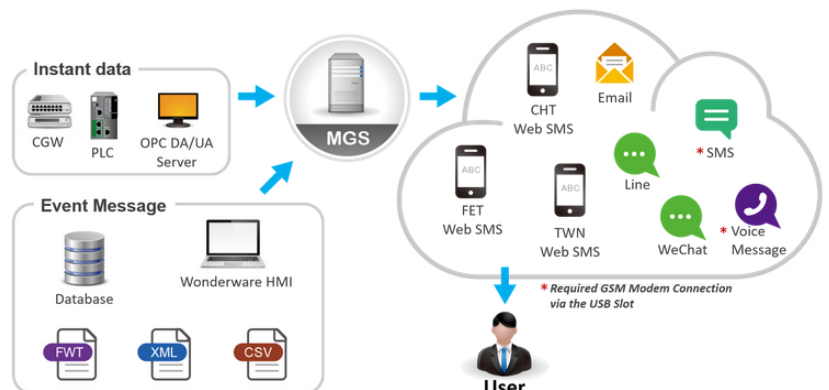 Instant data
CGW
PLC
OPC DA/UA
Server
MGS
Event Message
Database
Wonderware HMI
FWT
XML
CSV
ABC
CHT
Web SMS
Email
* SMS
Line
ABC
FET
Web SMS
ABC
TWN
Web SMS
WeChat
* Voice
Message
* Required GSM Modem Connection
via the USB Slot
User